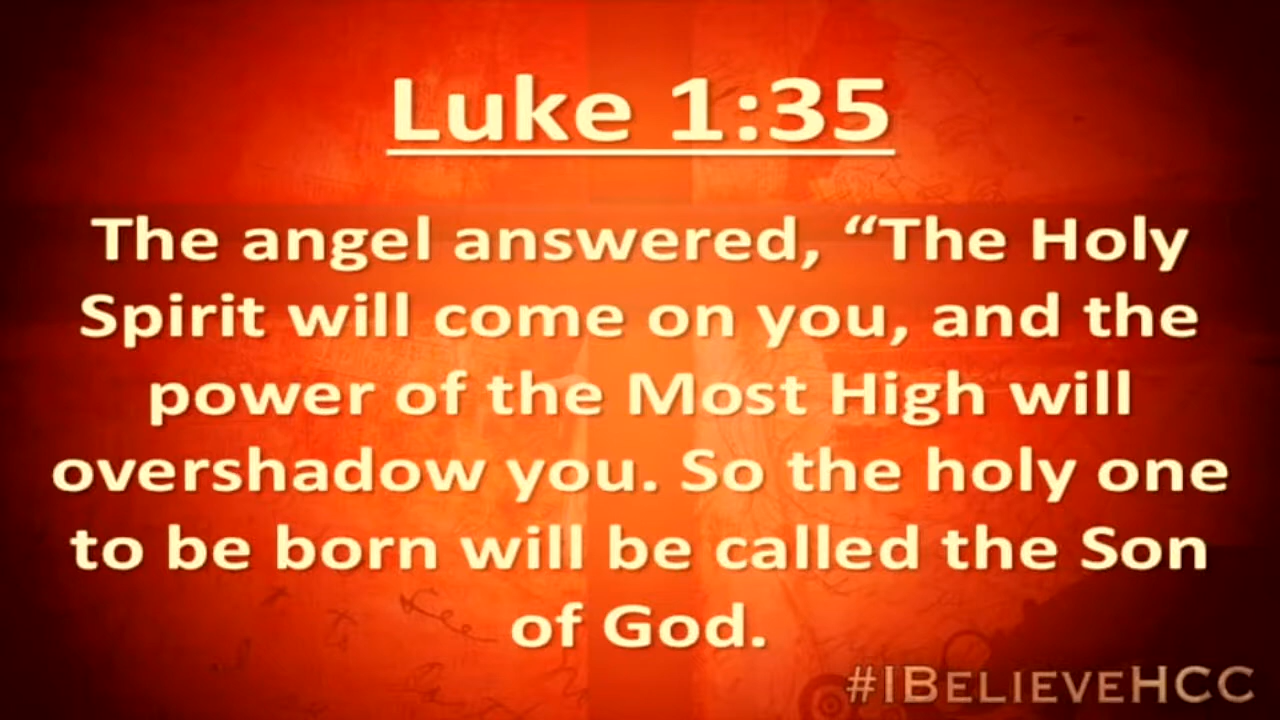 Luke 1:35
The angel answered, “The Holy
Spirit will come on you, and the
power of the Most High will
overshadow you. So the holy one
to be born will be called the Son
of God.
#IBELIEVEHCC